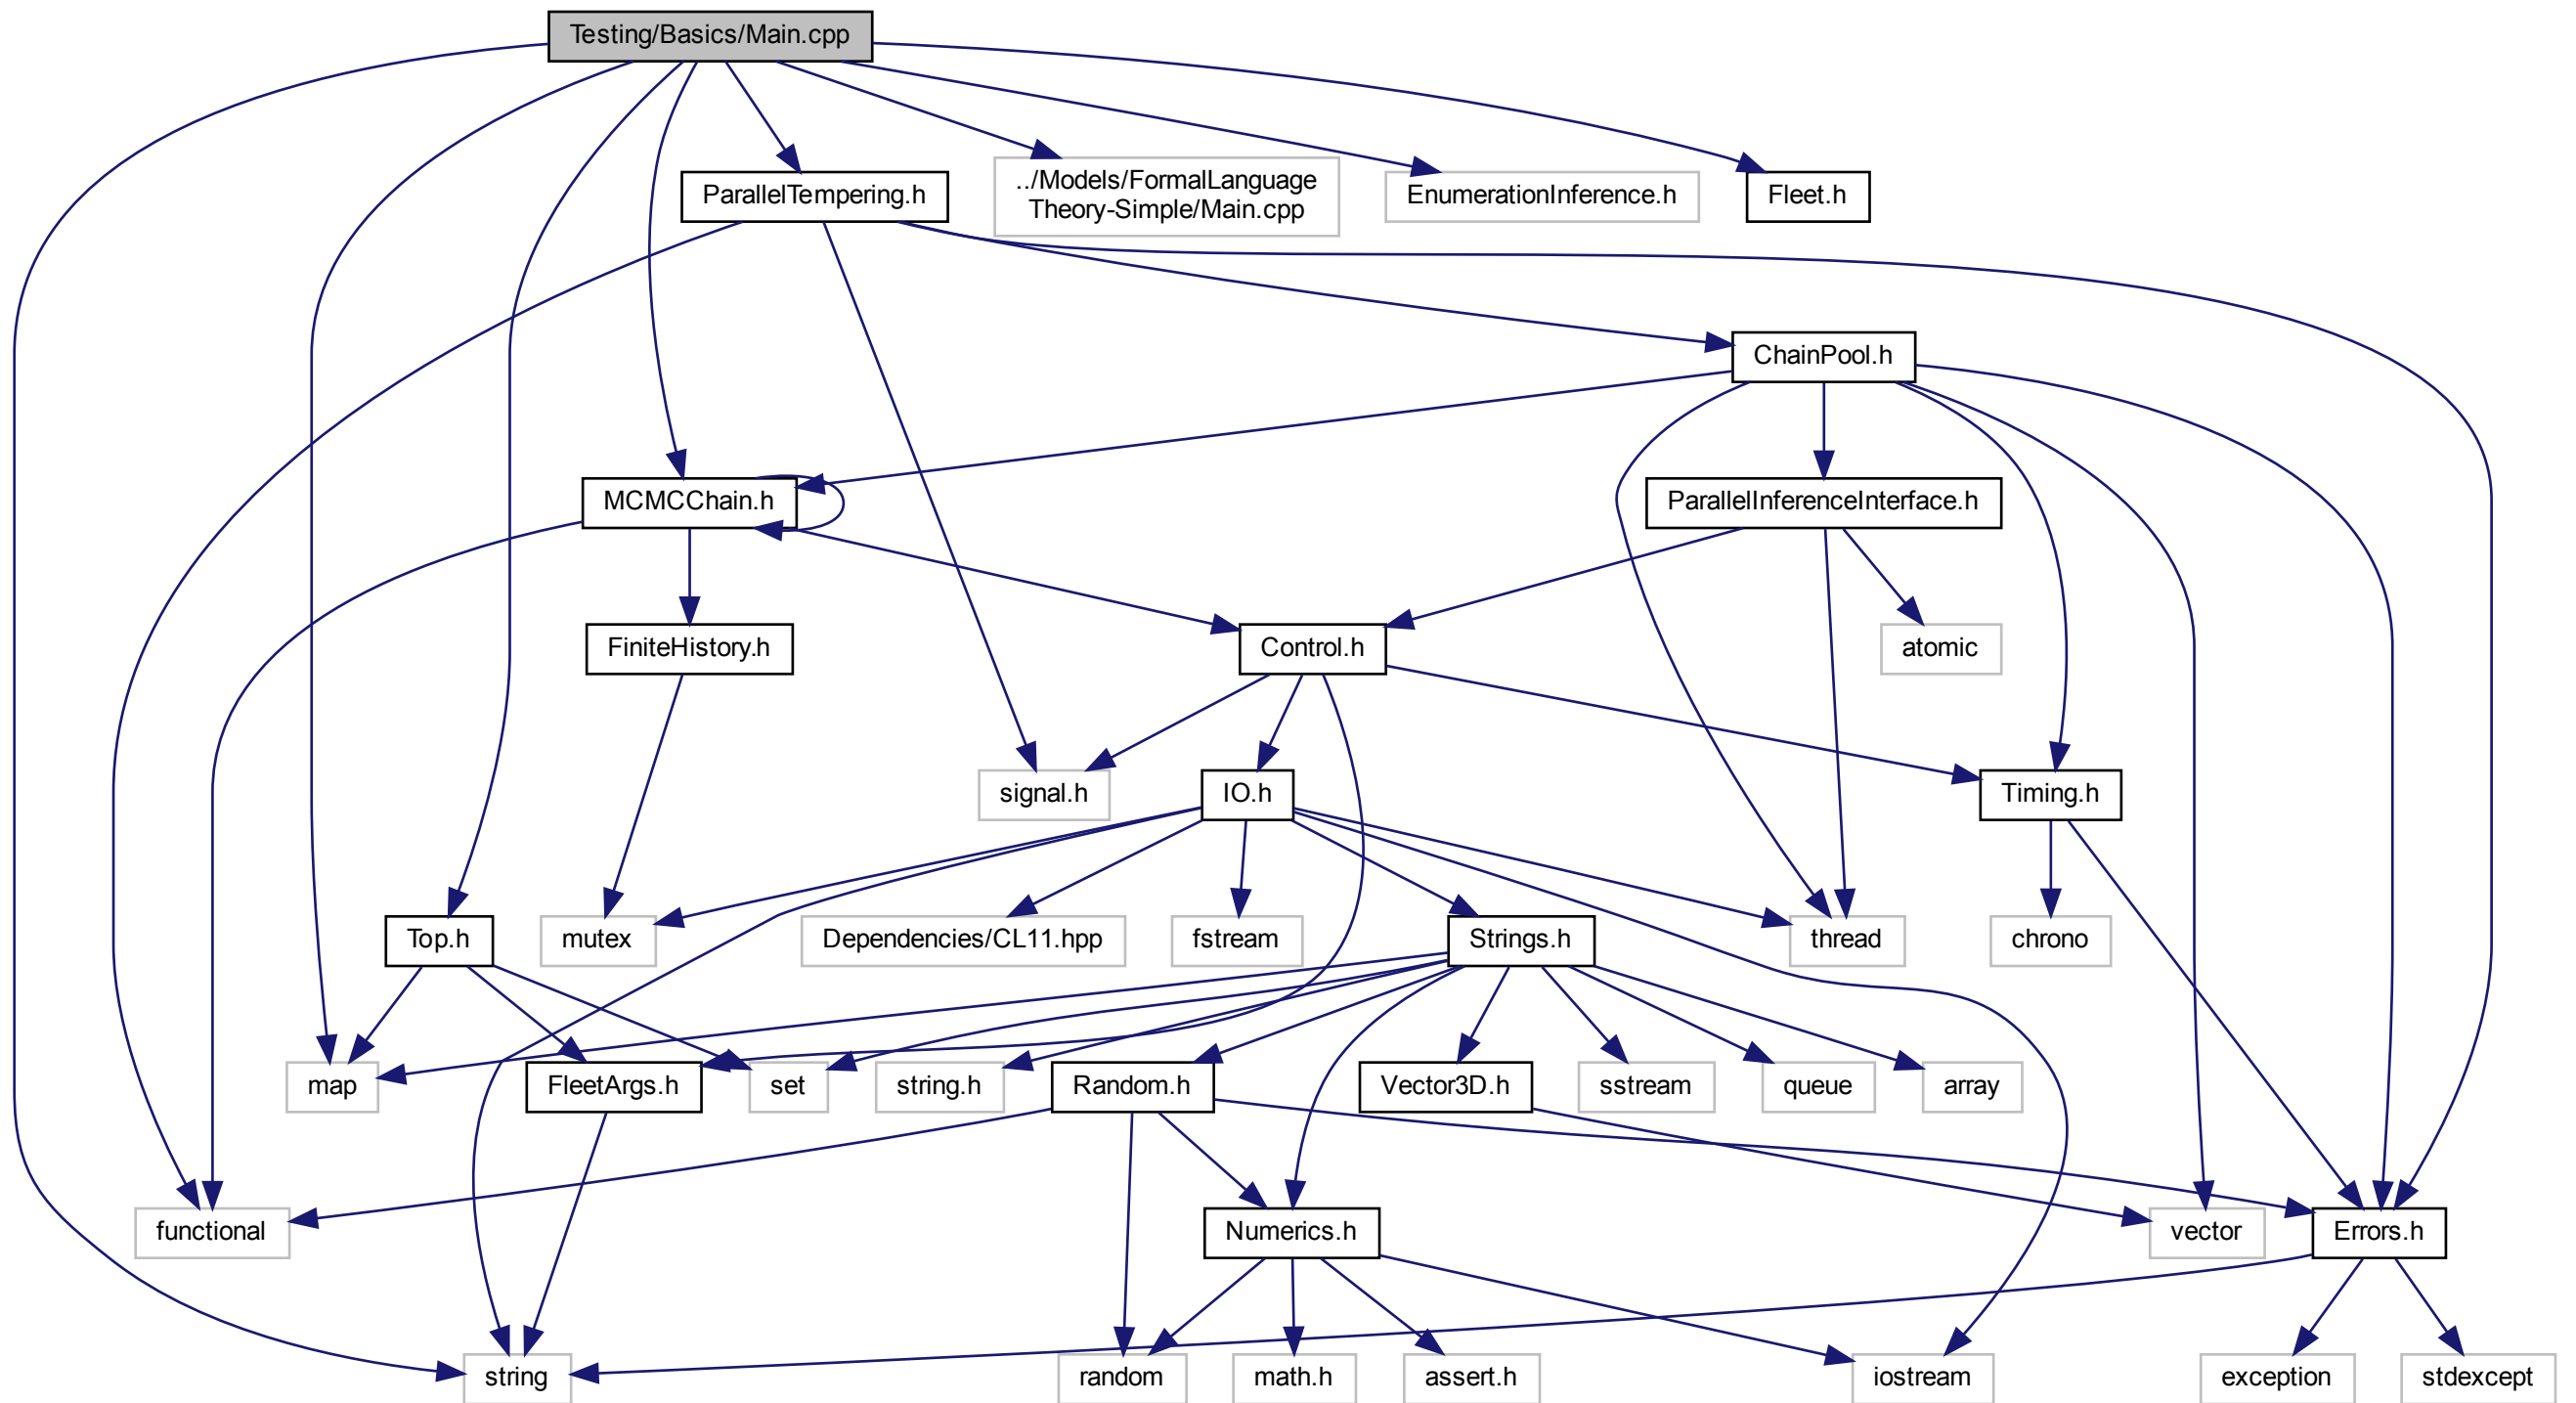 Testing/Basics/Main.cpp
ParallelTempering.h
../Models/FormalLanguage
Theory-Simple/Main.cpp
EnumerationInference.h
Fleet.h
ChainPool.h
MCMCChain.h
ParallelInferenceInterface.h
FiniteHistory.h
Control.h
atomic
signal.h
IO.h
Timing.h
Top.h
mutex
Dependencies/CL11.hpp
fstream
Strings.h
thread
chrono
map
FleetArgs.h
set
string.h
Random.h
Vector3D.h
sstream
queue
array
functional
Numerics.h
vector
Errors.h
string
random
math.h
assert.h
iostream
exception
stdexcept